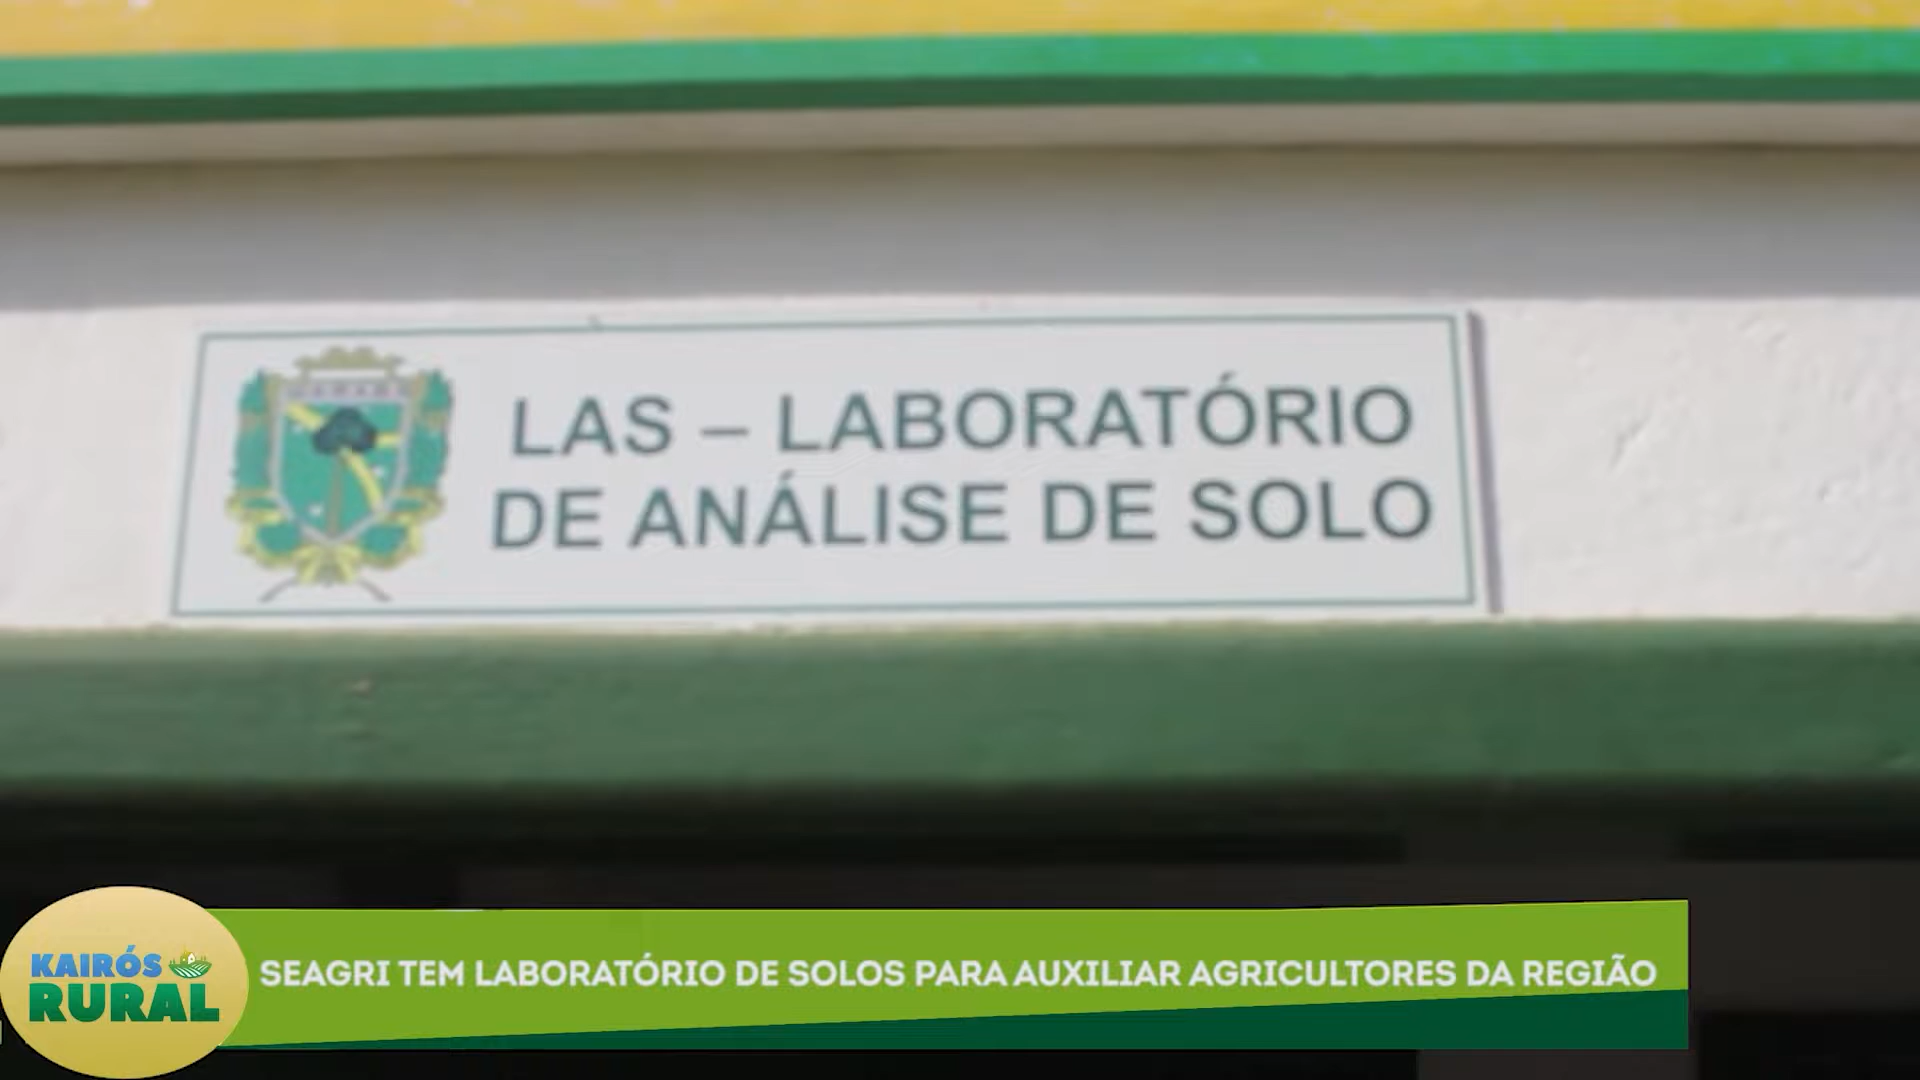 LAS – LABORATÓRIO
DE ANÁLISE DE SOLO
KAIRÓS
RURAL
SEAGRI TEM LABORATÓRIO DE SOLOS PARA AUXILIAR AGRICULTORES DA REGIÃO